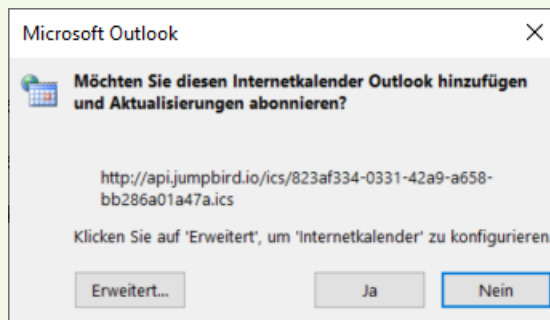 Microsoft Outlook
Möchten Sie diesen Internetkalender Outlook hinzufügen
und Aktualisierungen abonnieren?
http://api.jumpbird.io/ics/823af334-0331-42a9-a658-
bb286a01a47a.ics
Klicken Sie auf 'Erweitert', um 'Internetkalender' zu konfigurieren
Erweitert... Ja Nein